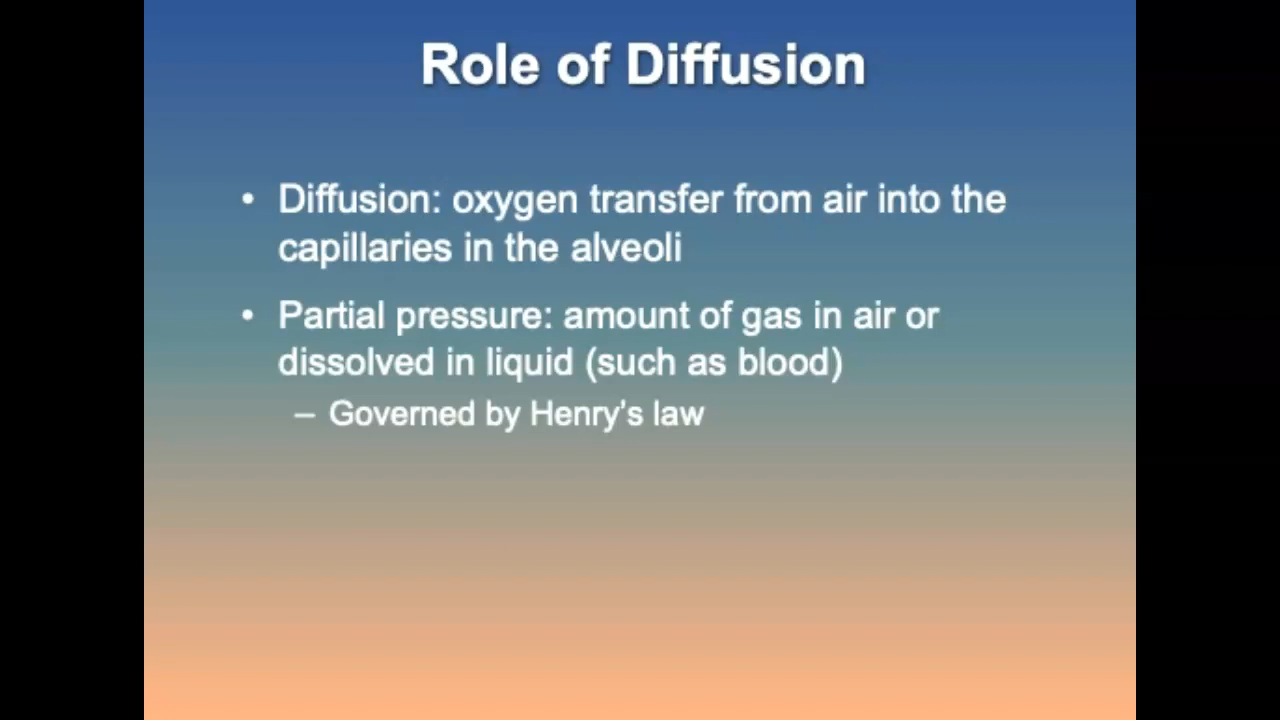 Role of Diffusion
• Diffusion: oxygen transfer from air into the
capillaries in the alveoli
• Partial pressure: amount of gas in air or
dissolved in liquid (such as blood)
– Governed by Henry’s law